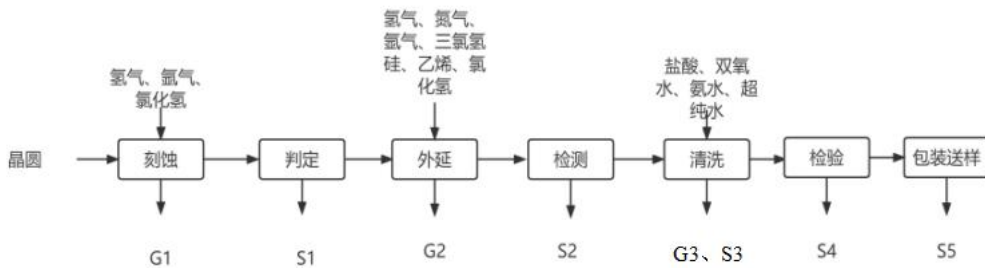 氢气、氮气、
氩气、三氯氢
硅、乙烯、氯
化氢
氢气、氩气、
氯化氢
盐酸、双氧
水、氨水、超
纯水
晶圆
刻蚀
判定
外延
检测
清洗
检验
包装送样
G1
S1
G2
S2
G3、S3
S4
S5